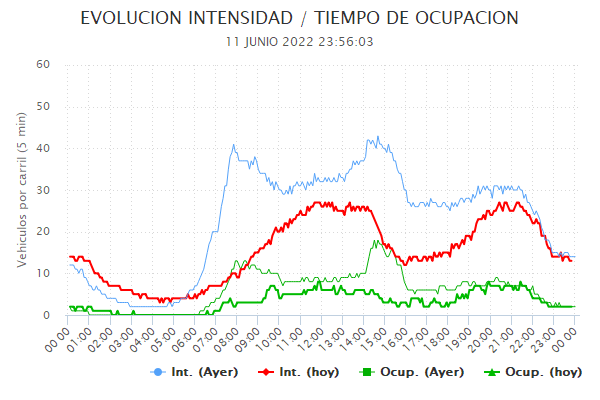 EVOLUCION INTENSIDAD / TIEMPO DE OCUPACION
11 JUNIO 2022 23:56:03
Vehiculos por carril (5 min)
60
50
40
30
20
10
0
00:00 01:00 02:00 03:00 04:00 05:00 06:00 07:00 08:00 09:00 10:00 11:00 12:00 13:00 14:00 15:00 16:00 17:00 18:00 19:00 20:00 21:00 22:00 23:00 00:00
Int. (Ayer) Int. (hoy) Ocup. (Ayer) Ocup. (hoy)